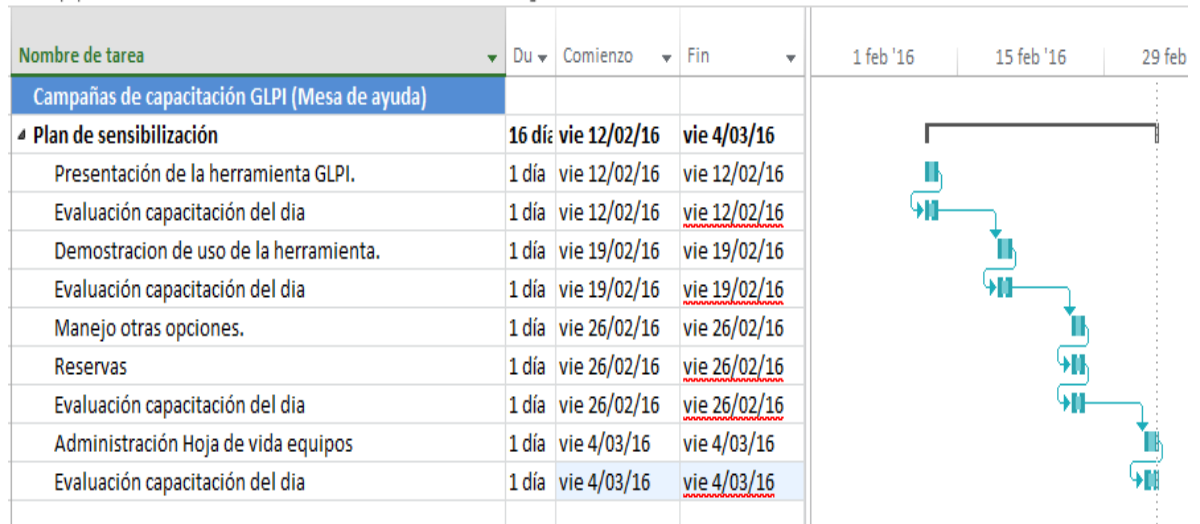 Nombre de tarea Du Comienzo Fin 1 feb '16 15 feb '16 29 feb
Campañas de capacitación GLPI (Mesa de ayuda)
Plan de sensibilización 16 día vie 12/02/16 vie 4/03/16
Presentación de la herramienta GLPI. 1 día vie 12/02/16 vie 12/02/16
Evaluación capacitación del dia 1 día vie 12/02/16 vie 12/02/16
Demostracion de uso de la herramienta. 1 día vie 19/02/16 vie 19/02/16
Evaluación capacitación del dia 1 día vie 19/02/16 vie 19/02/16
Manejo otras opciones. 1 día vie 26/02/16 vie 26/02/16
Reservas 1 día vie 26/02/16 vie 26/02/16
Evaluación capacitación del dia 1 día vie 26/02/16 vie 26/02/16
Administración Hoja de vida equipos 1 día vie 4/03/16 vie 4/03/16
Evaluación capacitación del dia 1 día vie 4/03/16 vie 4/03/16